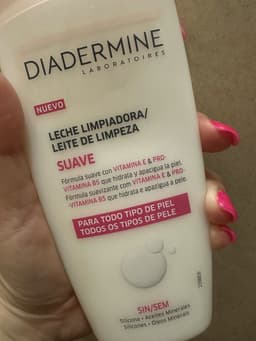 DIADERMINE
LABORATOIRES
NUEVO
LECHE LIMPIADORA/
LEITE DE LIMPEZA
SUAVE
Fórmula suave con VITAMINA E & PRO-
VITAMINA B5 que hidrata y apacigua la piel.
Fórmula suavizante com VITAMINA E & PRO-
-VITAMINA B5 que hidrata e apazigua a pele.
PARA TODO TIPO DE PIEL
TODOS OS TIPOS DE PELE
SIN/SEM
Silicona • Aceites Minerales
Silicones • Óleos Minerais